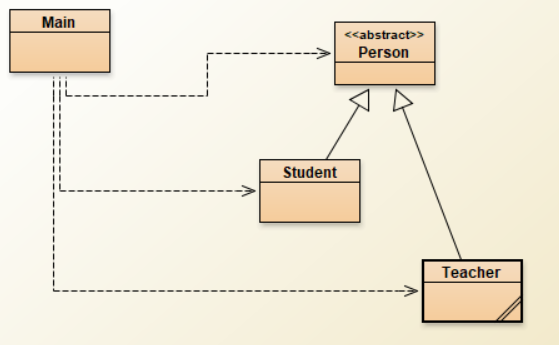 Main
<<abstract>>
Person
Student
Teacher